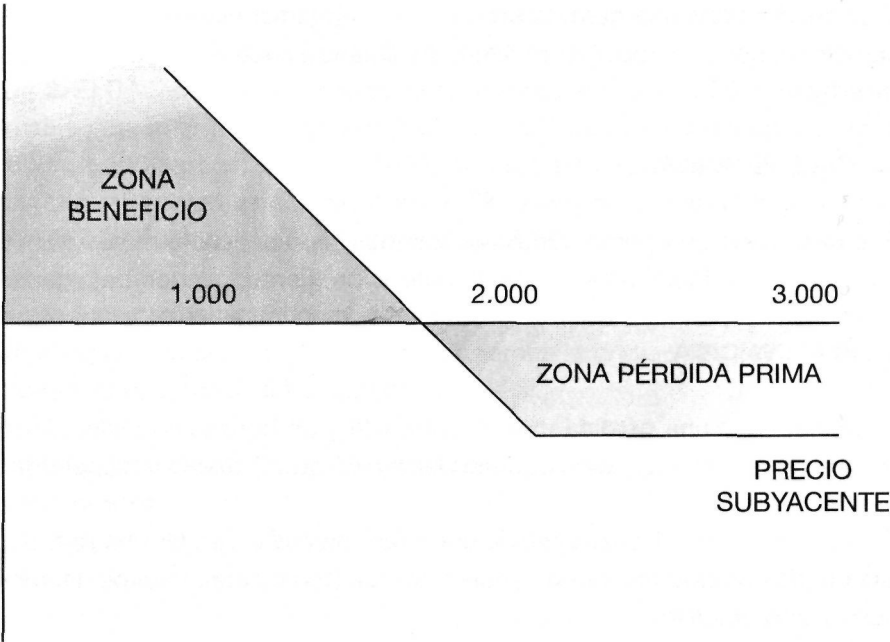 ZONA
BENEFICIO
1.000 2.000 3.000
ZONA PÉRDIDA PRIMA
PRECIO
SUBYACENTE